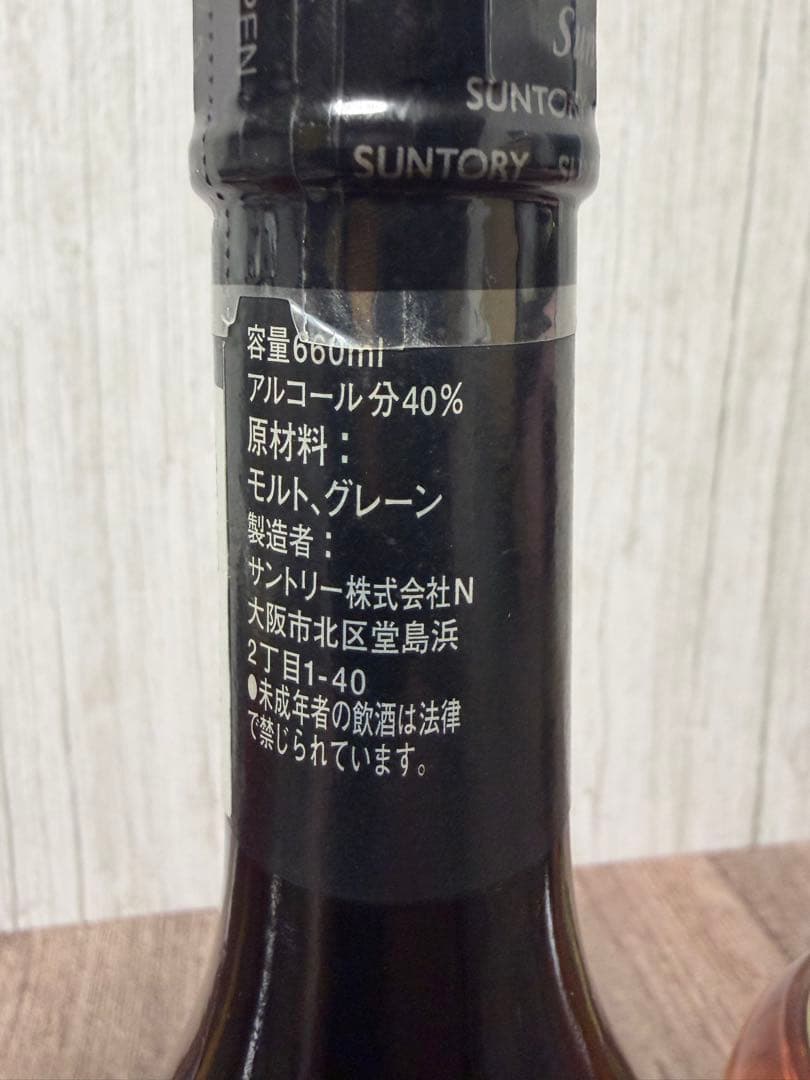 PEN
SUNTORY
SUNTORY
容量660ml
アルコール分40%
原材料：
モルト、グレーン
製造者：
サントリー株式会社N
大阪市北区堂島浜
2丁目1-40
●未成年者の飲酒は法律
で禁じられています。